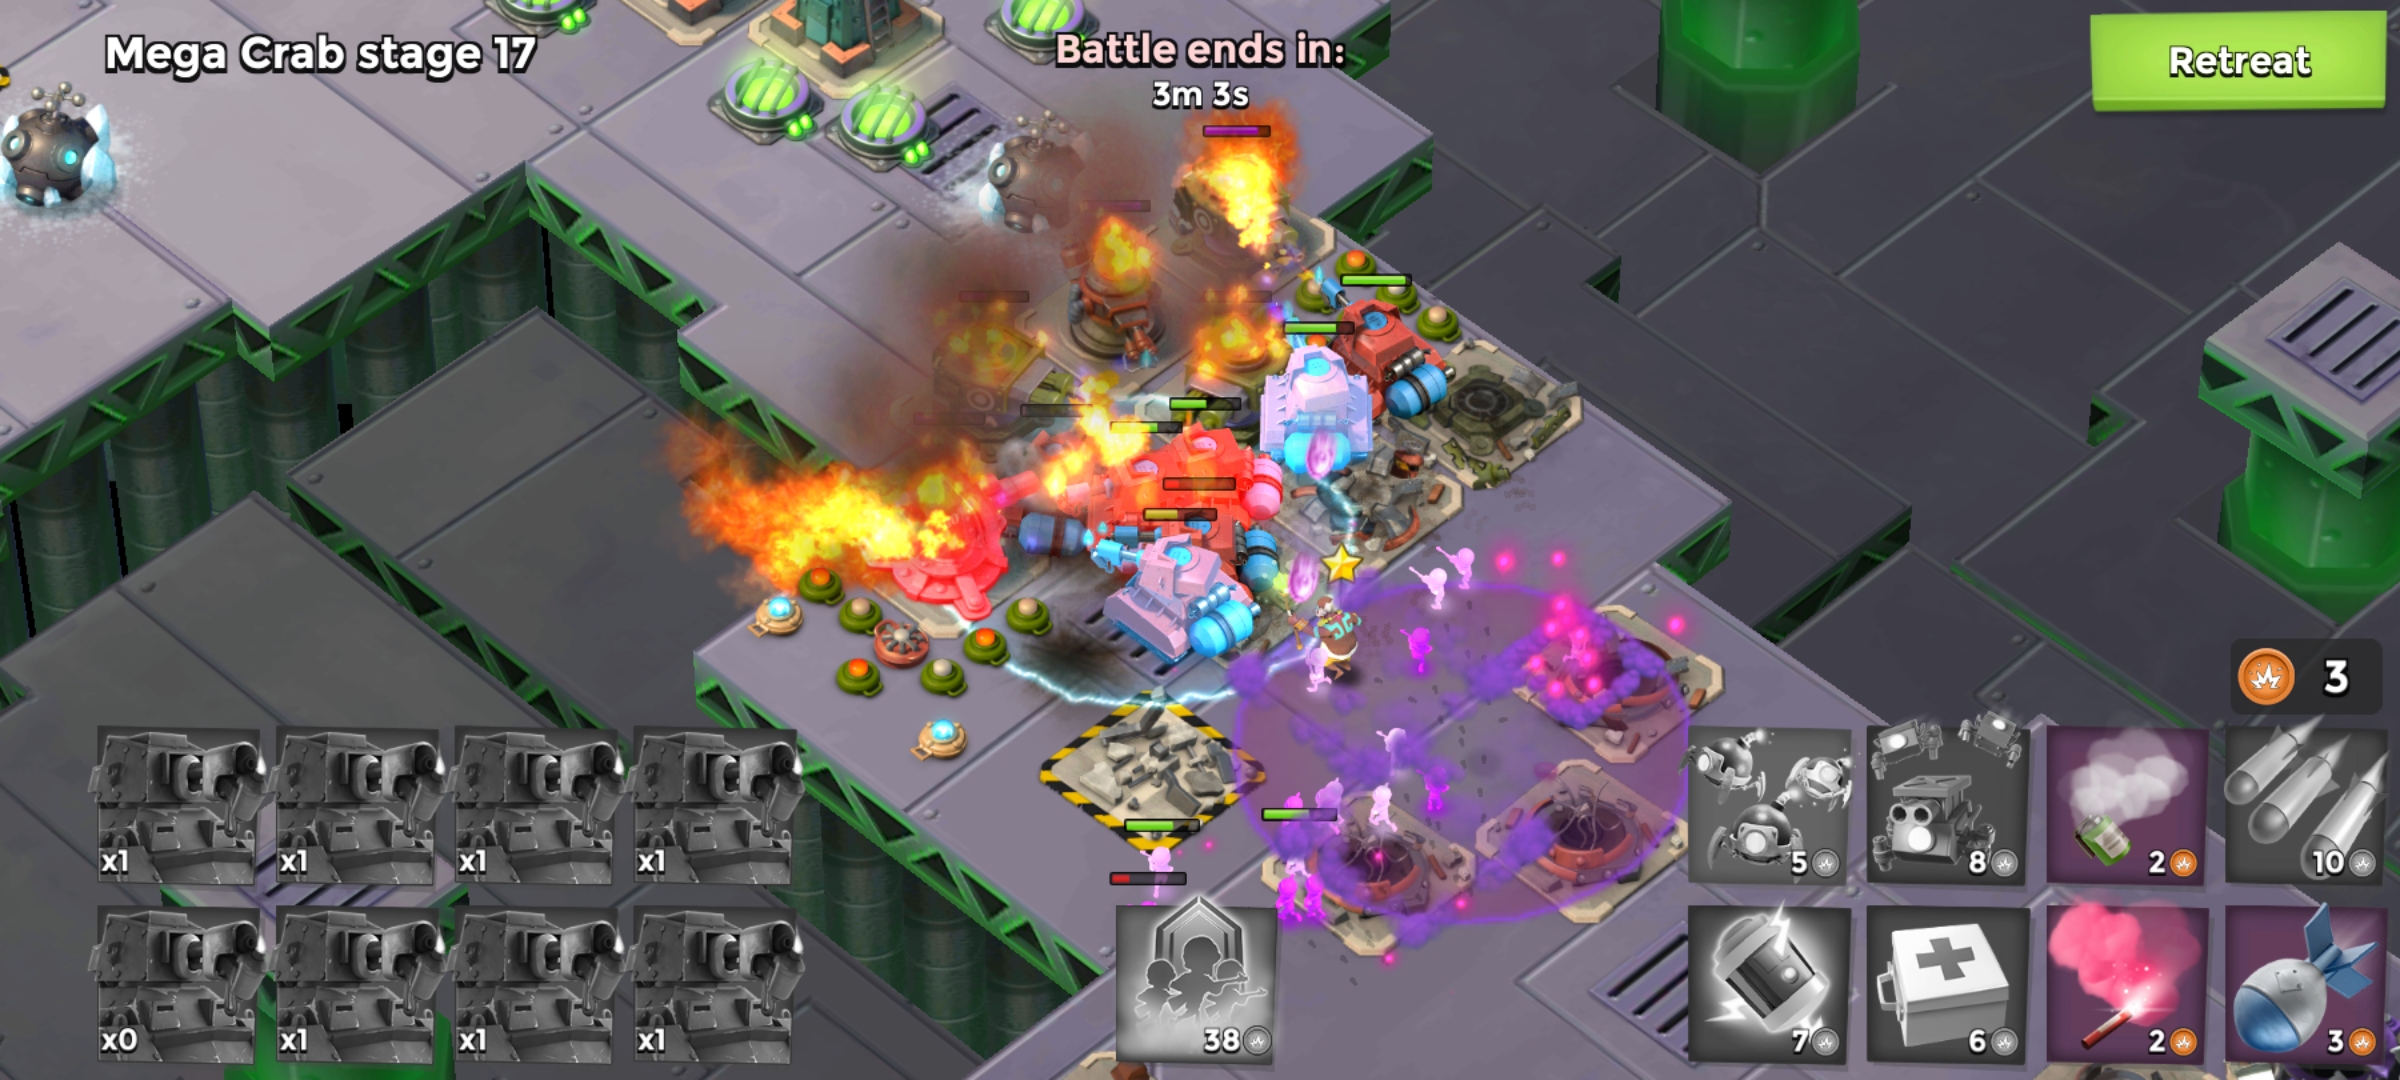 Mega Crab stage 17
Battle ends in:
3m 3s
Retreat
3
x1
x1
x1
x1
5
8
2
10
x0
x1
x1
x1
38
7
6
2
3